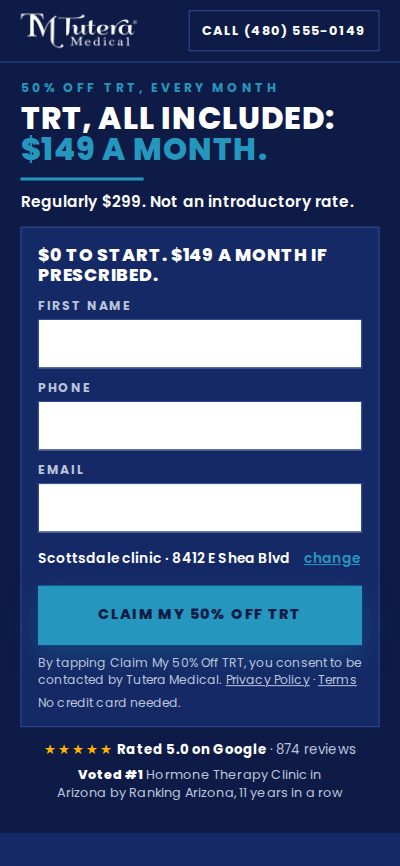 Tutera
Medical
CALL (480) 555-0149
50% OFF TRT, EVERY MONTH
TRT, ALL INCLUDED:
$149 A MONTH.
Regularly $299. Not an introductory rate.
$0 TO START. $149 A MONTH IF
PRESCRIBED.
FIRST NAME
PHONE
EMAIL
Scottsdale clinic · 8412 E Shea Blvd change
CLAIM MY 50% OFF TRT
By tapping Claim My 50% Off TRT, you consent to be
contacted by Tutera Medical. Privacy Policy · Terms
No credit card needed.
★★★★★ Rated 5.0 on Google · 874 reviews
Voted #1 Hormone Therapy Clinic in
Arizona by Ranking Arizona, 11 years in a row